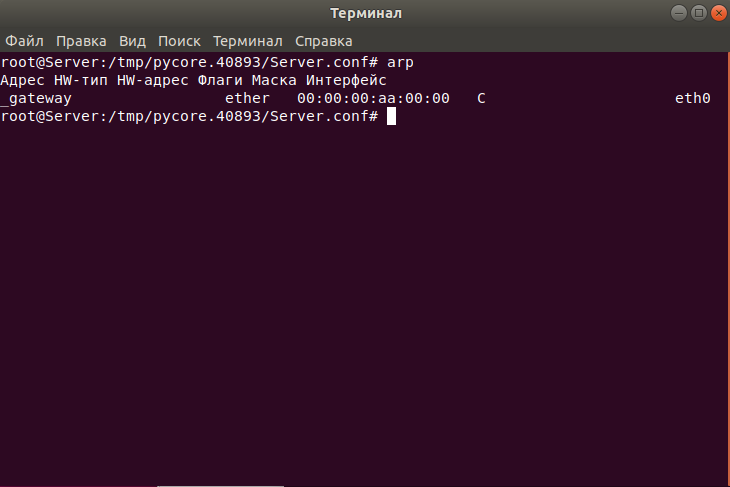 Терминал
Файл Правка Вид Поиск Терминал Справка
root@Server:/tmp/pycore.40893/Server.conf# arp
Адрес HW-тип HW-адрес Флаги Маска Интерфейс
_gateway ether 00:00:00:aa:00:00 C eth0
root@Server:/tmp/pycore.40893/Server.conf#